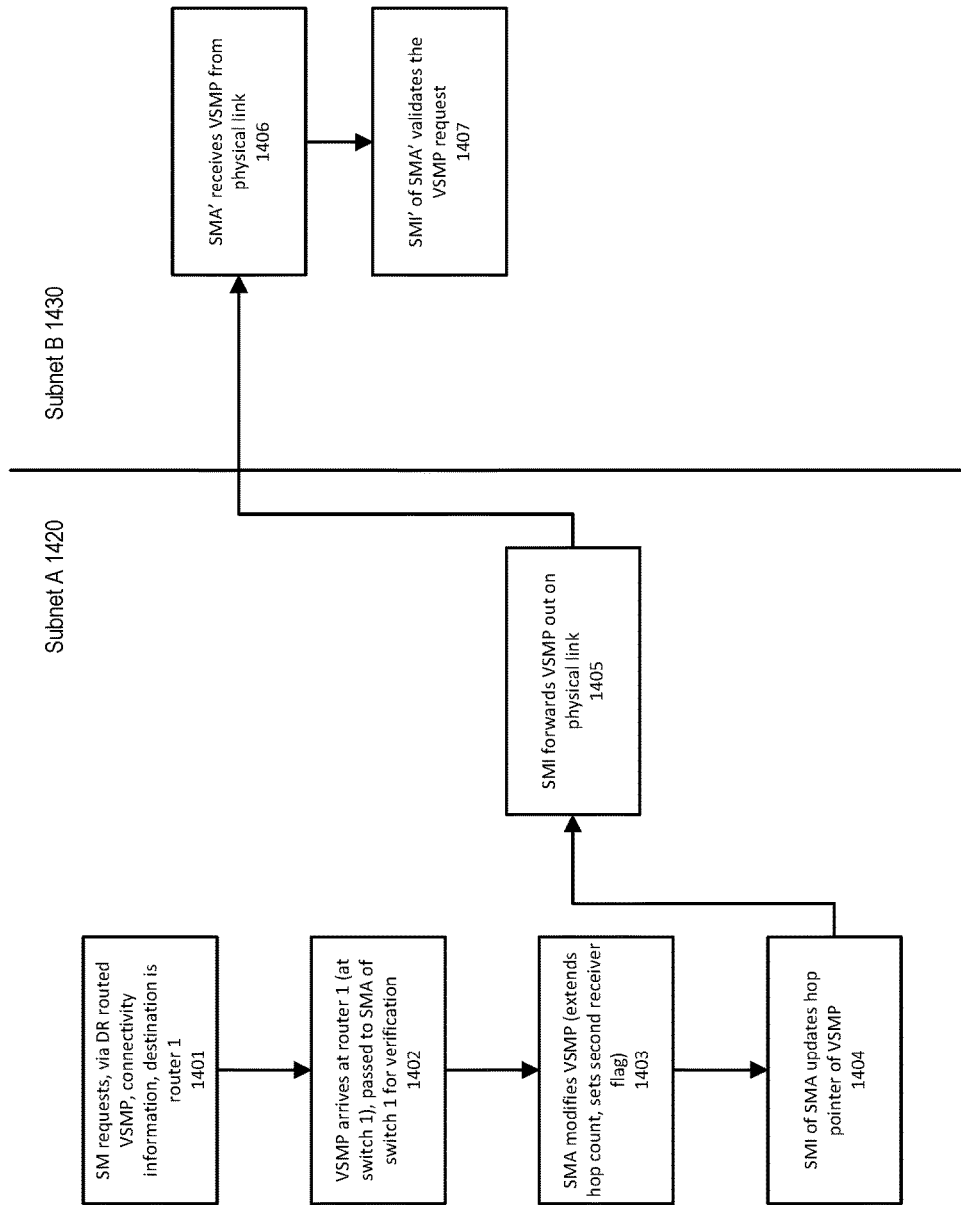 Subnet A 1420
Subnet B 1430
SM requests, via DR routed
VSMP, connectivity
information, destination is
router 1
1401
VSMP arrives at router 1 (at
switch 1), passed to SMA of
switch 1 for verification
1402
SMA modifies VSMP (extends
hop count, sets second receiver
flag)
1403
SMI of SMA updates hop
pointer of VSMP
1404
SMI forwards VSMP out on
physical link
1405
SMA’ receives VSMP from
physical link
1406
SMI’ of SMA’ validates the
VSMP request
1407